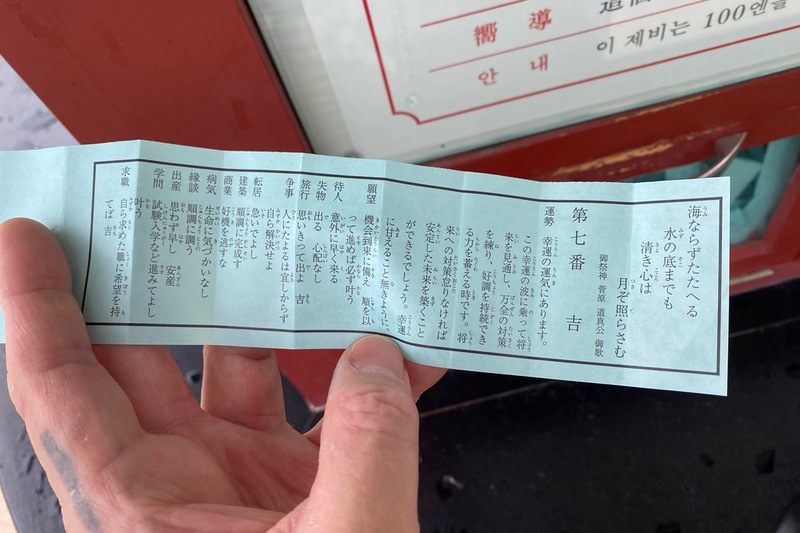 嚮導
안내 이 제비는 100엔을
海ならずたたへる
水の底までも
清き心は
月ぞ照らさむ
御祭神 菅原道真公 御歌
第七番 吉
運勢 幸運の運気にあります。
この幸運の波に乗って将
来を見通し、万全の対策
を練り、好調を持続でき
る力を蓄える時です。将
来への対策怠りなければ
安定した未来を築くこと
ができるでしょう。幸運
に甘えること無きように。
願望 機会到来に備え 順を以
って進めば必ず叶う
待人 意外に早く来る
失物 出る 心配なし
旅行 思いきって出よ 吉
争事 人にたよるは宜しからず
自ら解決せよ
転居 急いでよし
建築 順調に完成す
商業 好機を逃すな
病気 生命に気づかいなし
縁談 順調に調う
出産 思わず早し 安産
学問 試験入学など進みてよし
叶う
求職 自ら求めた職に希望を持
てば 吉